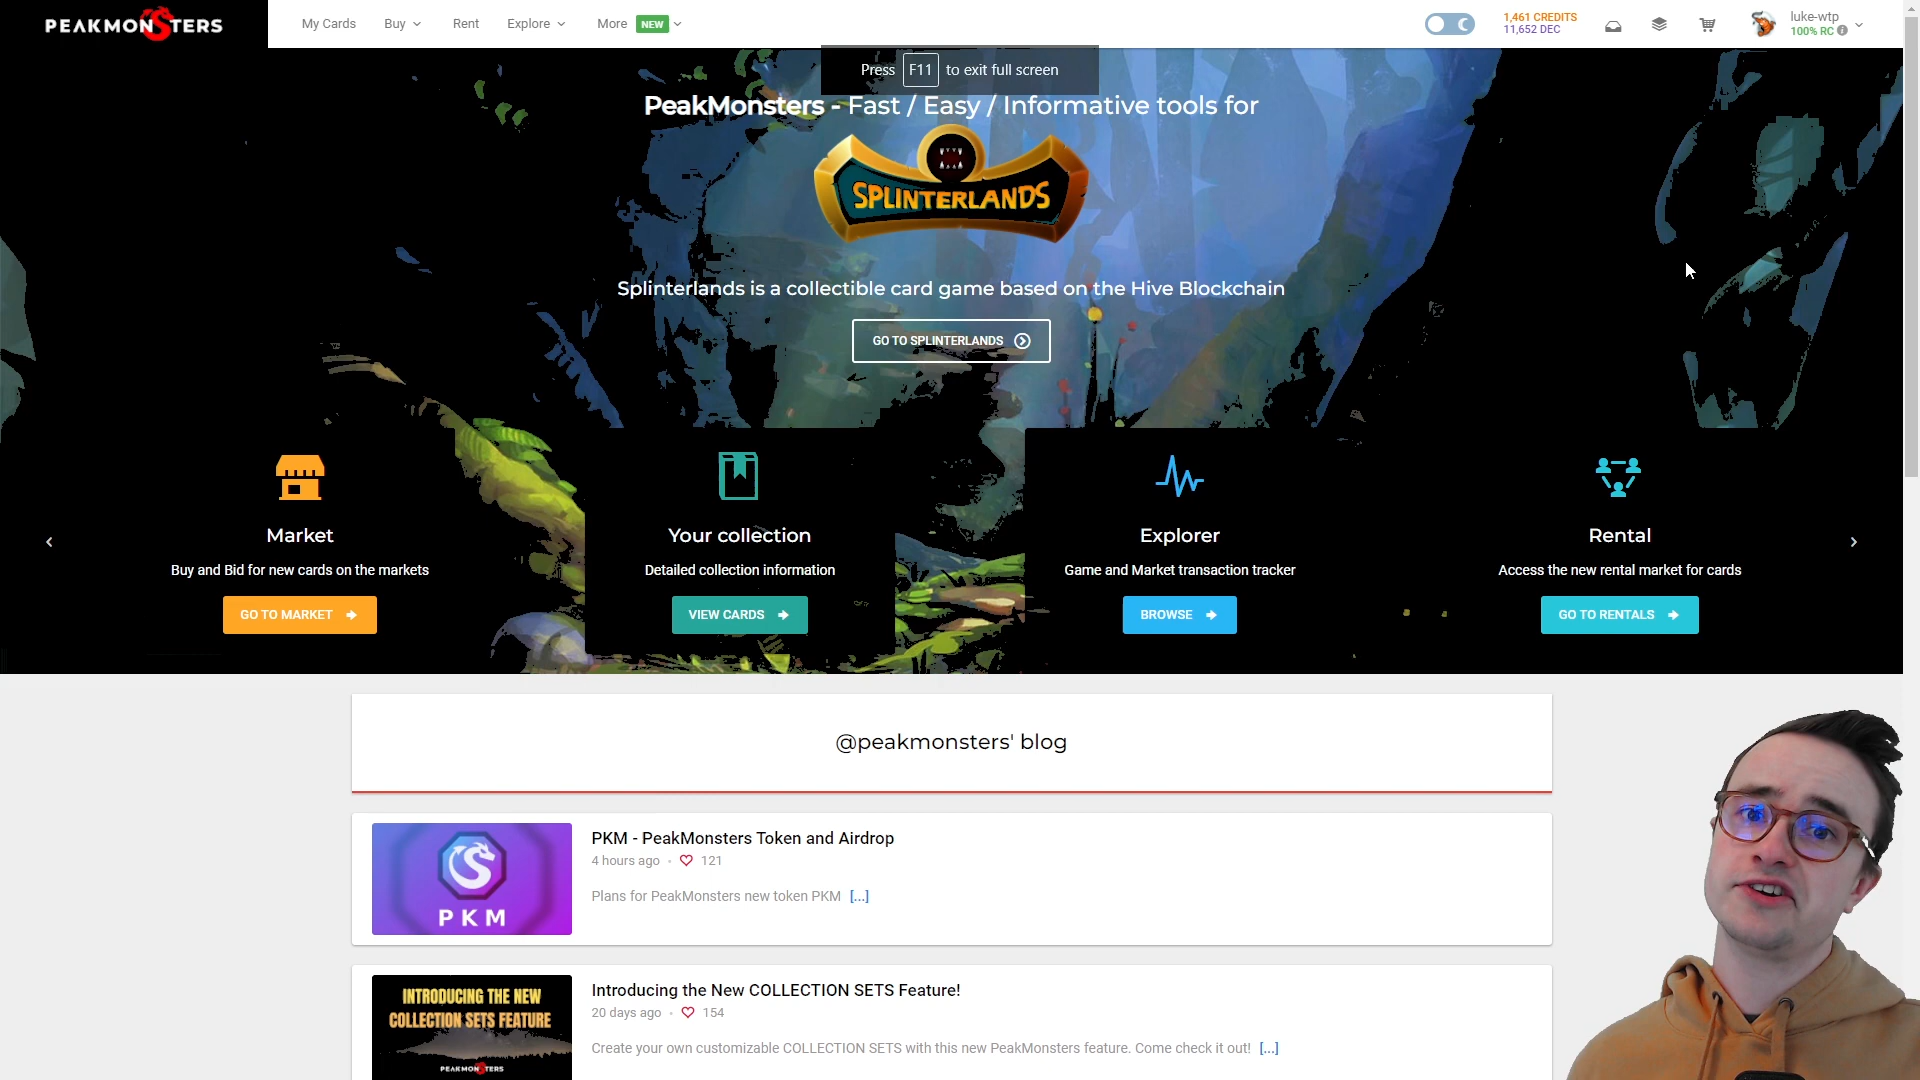 PEAKMONSTERS
My Cards
Buy
Rent
Explore
More NEW
1,461 CREDITS
11,652 DEC
luke-wtp
100% RC
Press F11 to exit full screen
PeakMonsters - Fast / Easy / Informative tools for
SPLINTERLANDS
Splinterlands is a collectible card game based on the Hive Blockchain
GO TO SPLINTERLANDS
Market
Buy and Bid for new cards on the markets
GO TO MARKET
Your collection
Detailed collection information
VIEW CARDS
Explorer
Game and Market transaction tracker
BROWSE
Rental
Access the new rental market for cards
GO TO RENTALS
@peakmonsters' blog
PKM
PKM - PeakMonsters Token and Airdrop
4 hours ago • 121
Plans for PeakMonsters new token PKM [...]
INTRODUCING THE NEW
COLLECTION SETS FEATURE
PEAKMONSTERS
Introducing the New COLLECTION SETS Feature!
20 days ago • 154
Create your own customizable COLLECTION SETS with this new PeakMonsters feature. Come check it out! [...]